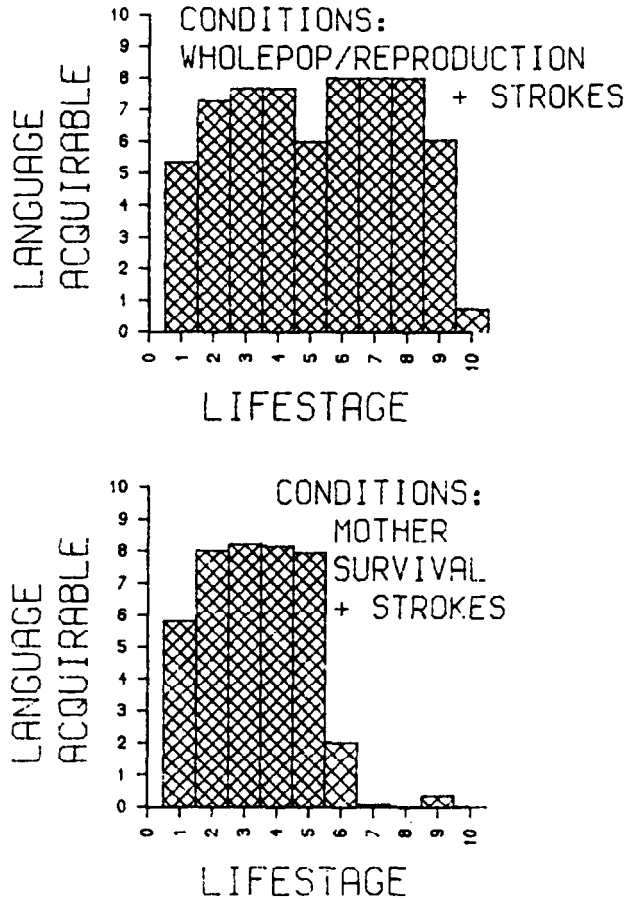 CONDITIONS:
WHOLEPOP/REPRODUCTION
+ STROKES
LANGUAGE
ACQUIRABLE
10
9
8
7
6
5
4
3
2
1
0
0 1 2 3 4 5 6 7 8 9 10
LIFESTAGE
CONDITIONS:
MOTHER
SURVIVAL
+ STROKES
LANGUAGE
ACQUIRABLE
10
9
8
7
6
5
4
3
2
1
0
0 1 2 3 4 5 6 7 8 9 10
LIFESTAGE